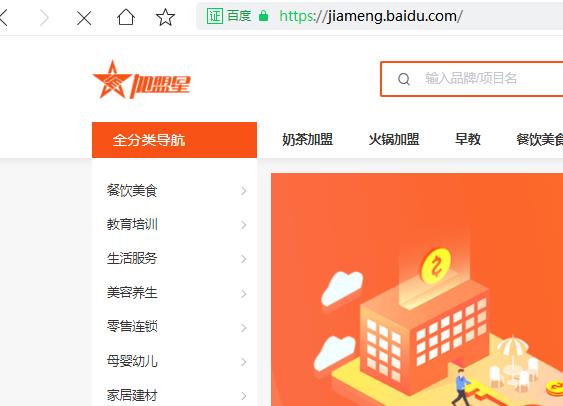 证 百度 https://jiameng.baidu.com/
加盟星
输入品牌/项目名
全分类导航 奶茶加盟 火锅加盟 早教 餐饮美食
餐饮美食
教育培训
生活服务
美容养生
零售连锁
母婴幼儿
家居建材